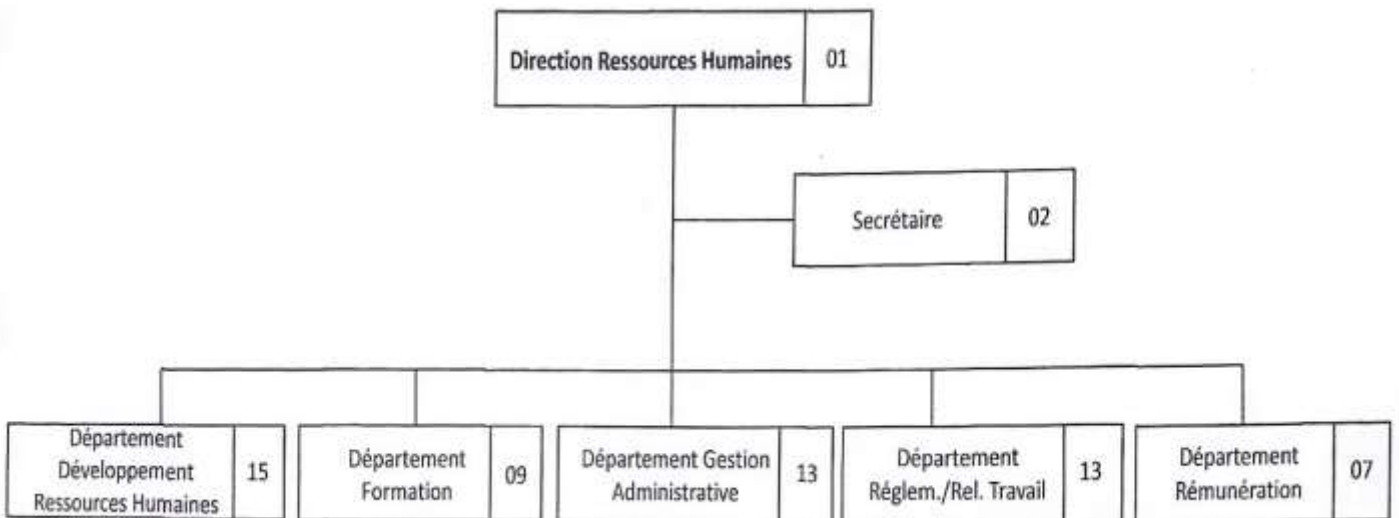 Direction Ressources Humaines 01
Secrétaire 02
Département
Développement
Ressources Humaines
15
Département
Formation
09
Département Gestion
Administrative
13
Département
Réglem./Rel. Travail
13
Département
Rémunération
07